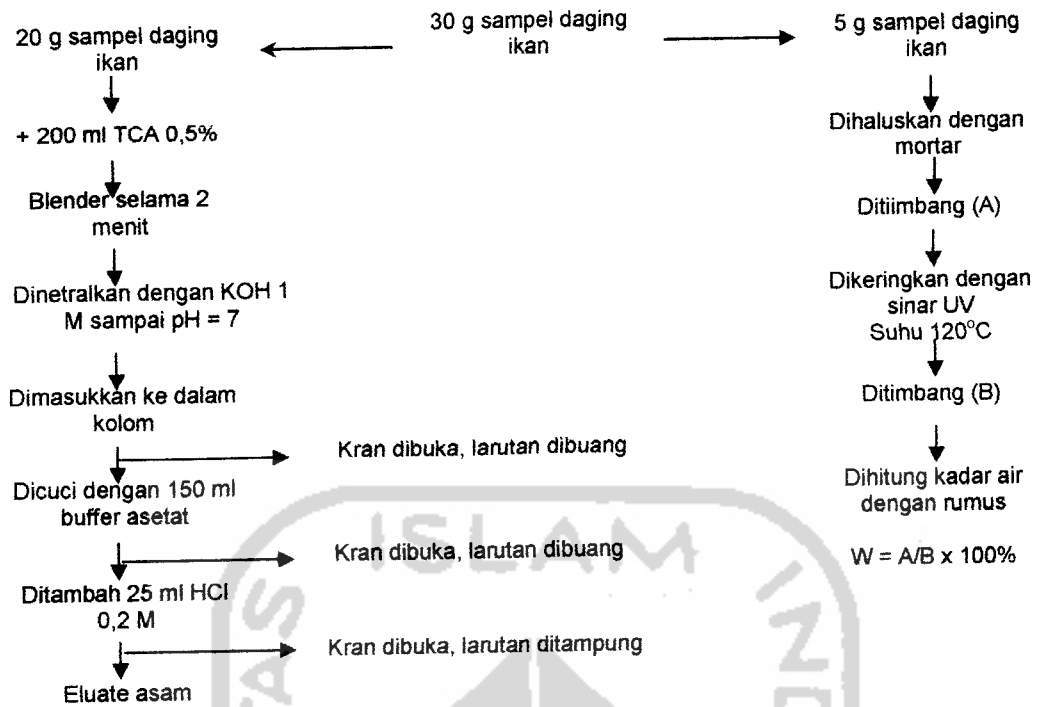 30 g sampel daging
ikan
20 g sampel daging
ikan
+ 200 ml TCA 0,5%
Blender selama 2
menit
Dinetralkan dengan KOH 1
M sampai pH = 7
Dimasukkan ke dalam
kolom
Kran dibuka, larutan dibuang
Dicuci dengan 150 ml
buffer asetat
Kran dibuka, larutan dibuang
Ditambah 25 ml HCl
0,2 M
Kran dibuka, larutan ditampung
Eluate asam
5 g sampel daging
ikan
Dihaluskan dengan
mortar
Ditiimbang (A)
Dikeringkan dengan
sinar UV
Suhu 120°C
Ditimbang (B)
Dihitung kadar air
dengan rumus
W = A/B x 100%
ISLAM